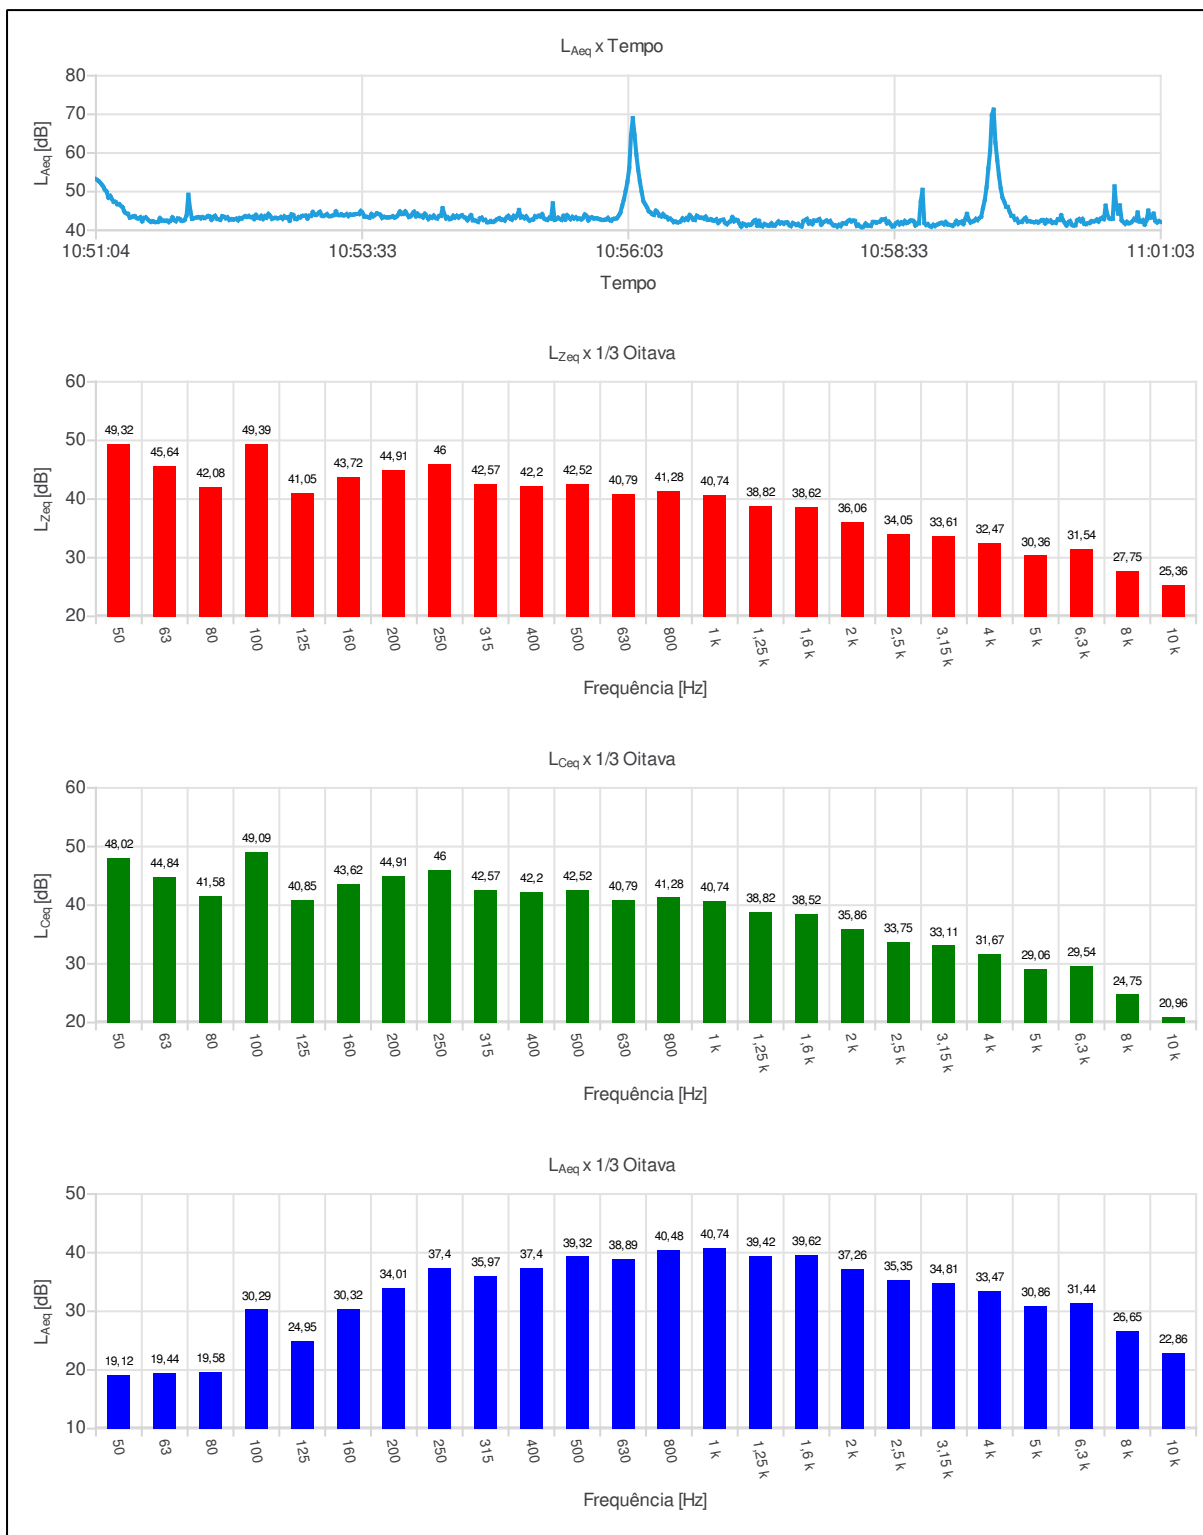 LAeq x Tempo
LAeq [dB]
80
70
60
50
40
10:51:04 10:53:33 10:56:03 10:58:33 11:01:03
Tempo
LZeq x 1/3 Oitava
LZeq [dB]
60
50
40
30
20
49,32 45,64 42,08 49,39 41,05 43,72 44,91 46 42,57 42,2 42,52 40,79 41,28 40,74 38,82 38,62 36,06 34,05 33,61 32,47 30,36 31,54 27,75 25,36
50 63 80 100 125 160 200 250 315 400 500 630 800 1 k 1,25 k 1,6 k 2 k 2,5 k 3,15 k 4 k 5 k 6,3 k 8 k 10 k
Frequência [Hz]
LCeq x 1/3 Oitava
LCeq [dB]
60
50
40
30
20
48,02 44,84 41,58 49,09 40,85 43,62 44,91 46 42,57 42,2 42,52 40,79 41,28 40,74 38,82 38,52 35,86 33,75 33,11 31,67 29,06 29,54 24,75 20,96
50 63 80 100 125 160 200 250 315 400 500 630 800 1 k 1,25 k 1,6 k 2 k 2,5 k 3,15 k 4 k 5 k 6,3 k 8 k 10 k
Frequência [Hz]
LAeq x 1/3 Oitava
LAeq [dB]
50
40
30
20
10
19,12 19,44 19,58 30,29 24,95 30,32 34,01 37,4 35,97 37,4 39,32 38,89 40,48 40,74 39,42 39,62 37,26 35,35 34,81 33,47 30,86 31,44 26,65 22,86
50 63 80 100 125 160 200 250 315 400 500 630 800 1 k 1,25 k 1,6 k 2 k 2,5 k 3,15 k 4 k 5 k 6,3 k 8 k 10 k
Frequência [Hz]